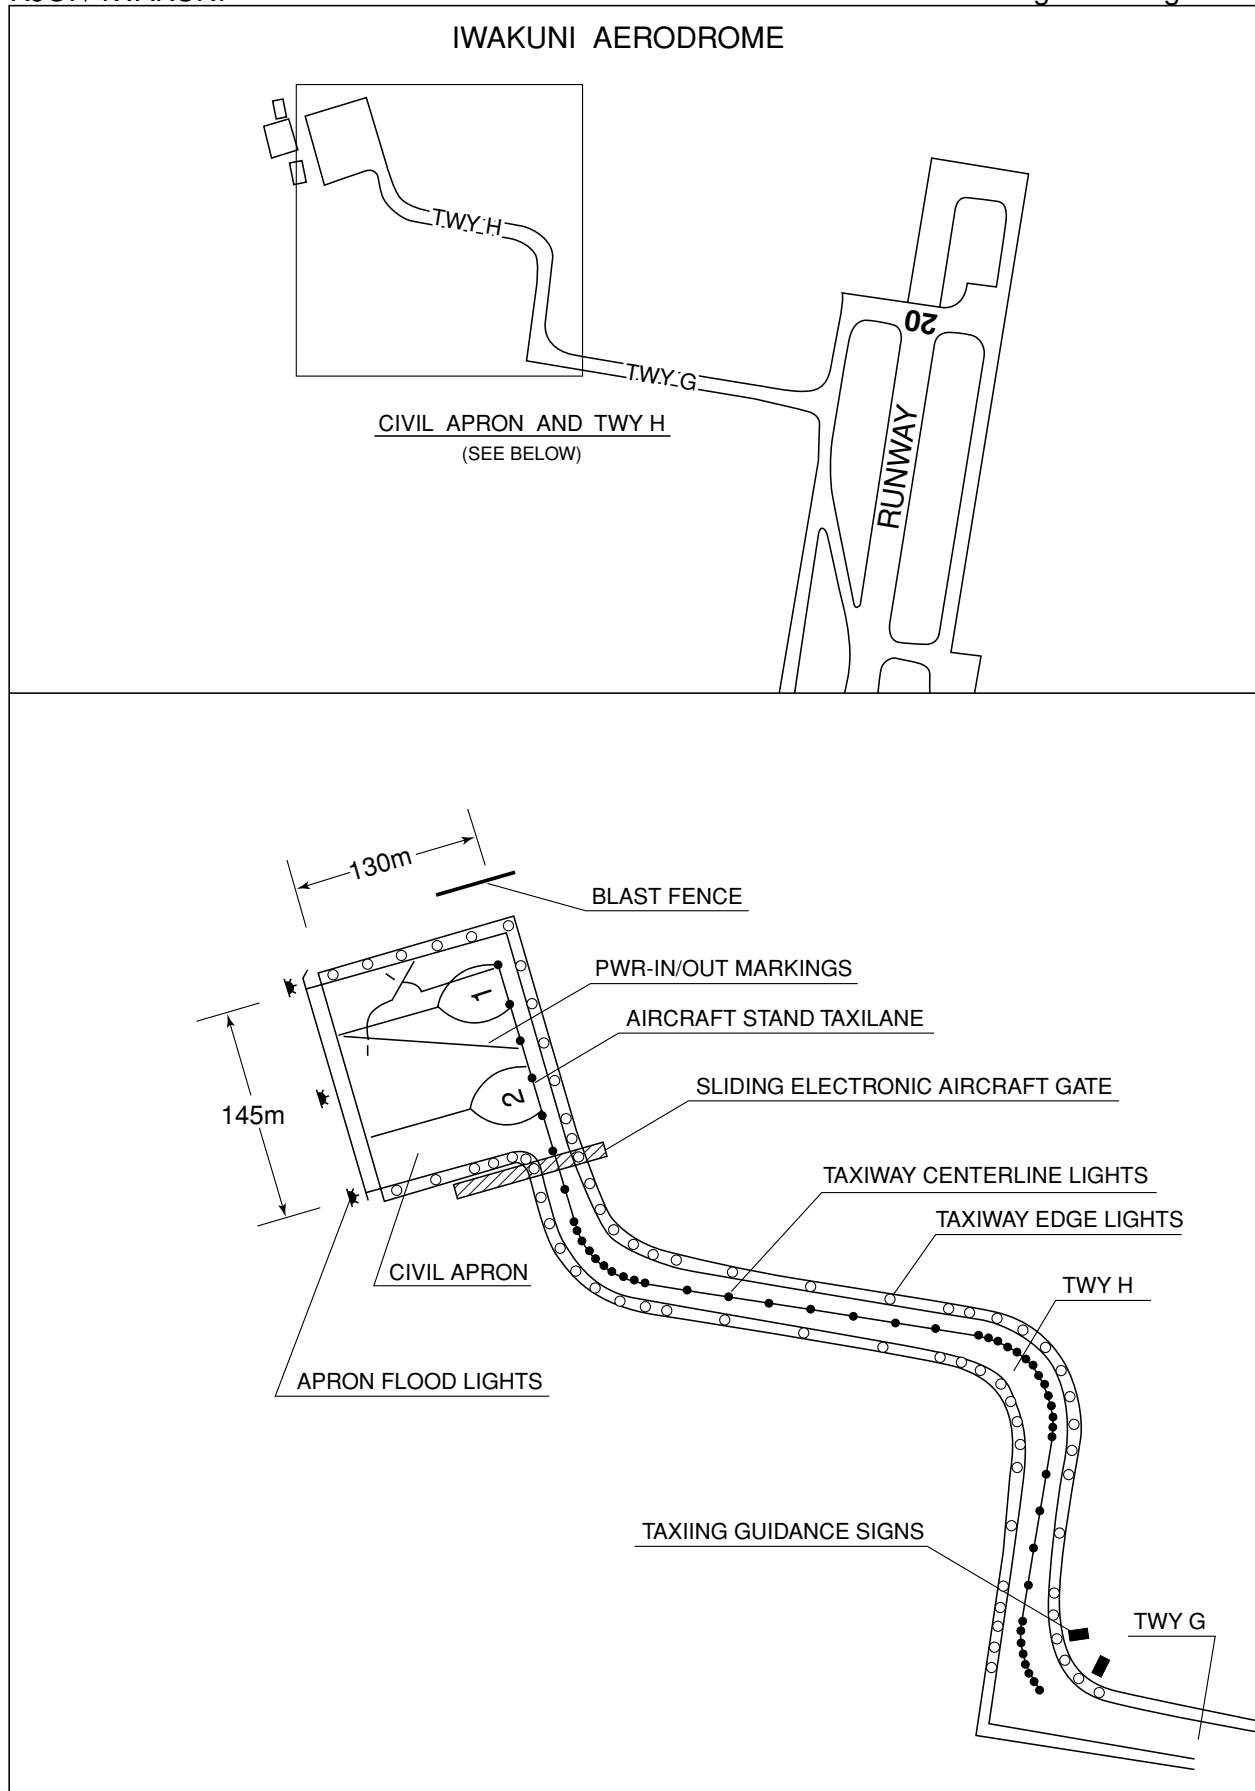 IWAKUNI AERODROME
TWY H
20
TWY G
CIVIL APRON AND TWY H
(SEE BELOW)
RUNWAY
130m
BLAST FENCE
PWR-IN/OUT MARKINGS
1
AIRCRAFT STAND TAXILANE
2
SLIDING ELECTRONIC AIRCRAFT GATE
145m
TAXIWAY CENTERLINE LIGHTS
TAXIWAY EDGE LIGHTS
CIVIL APRON
TWY H
APRON FLOOD LIGHTS
TAXIING GUIDANCE SIGNS
TWY G